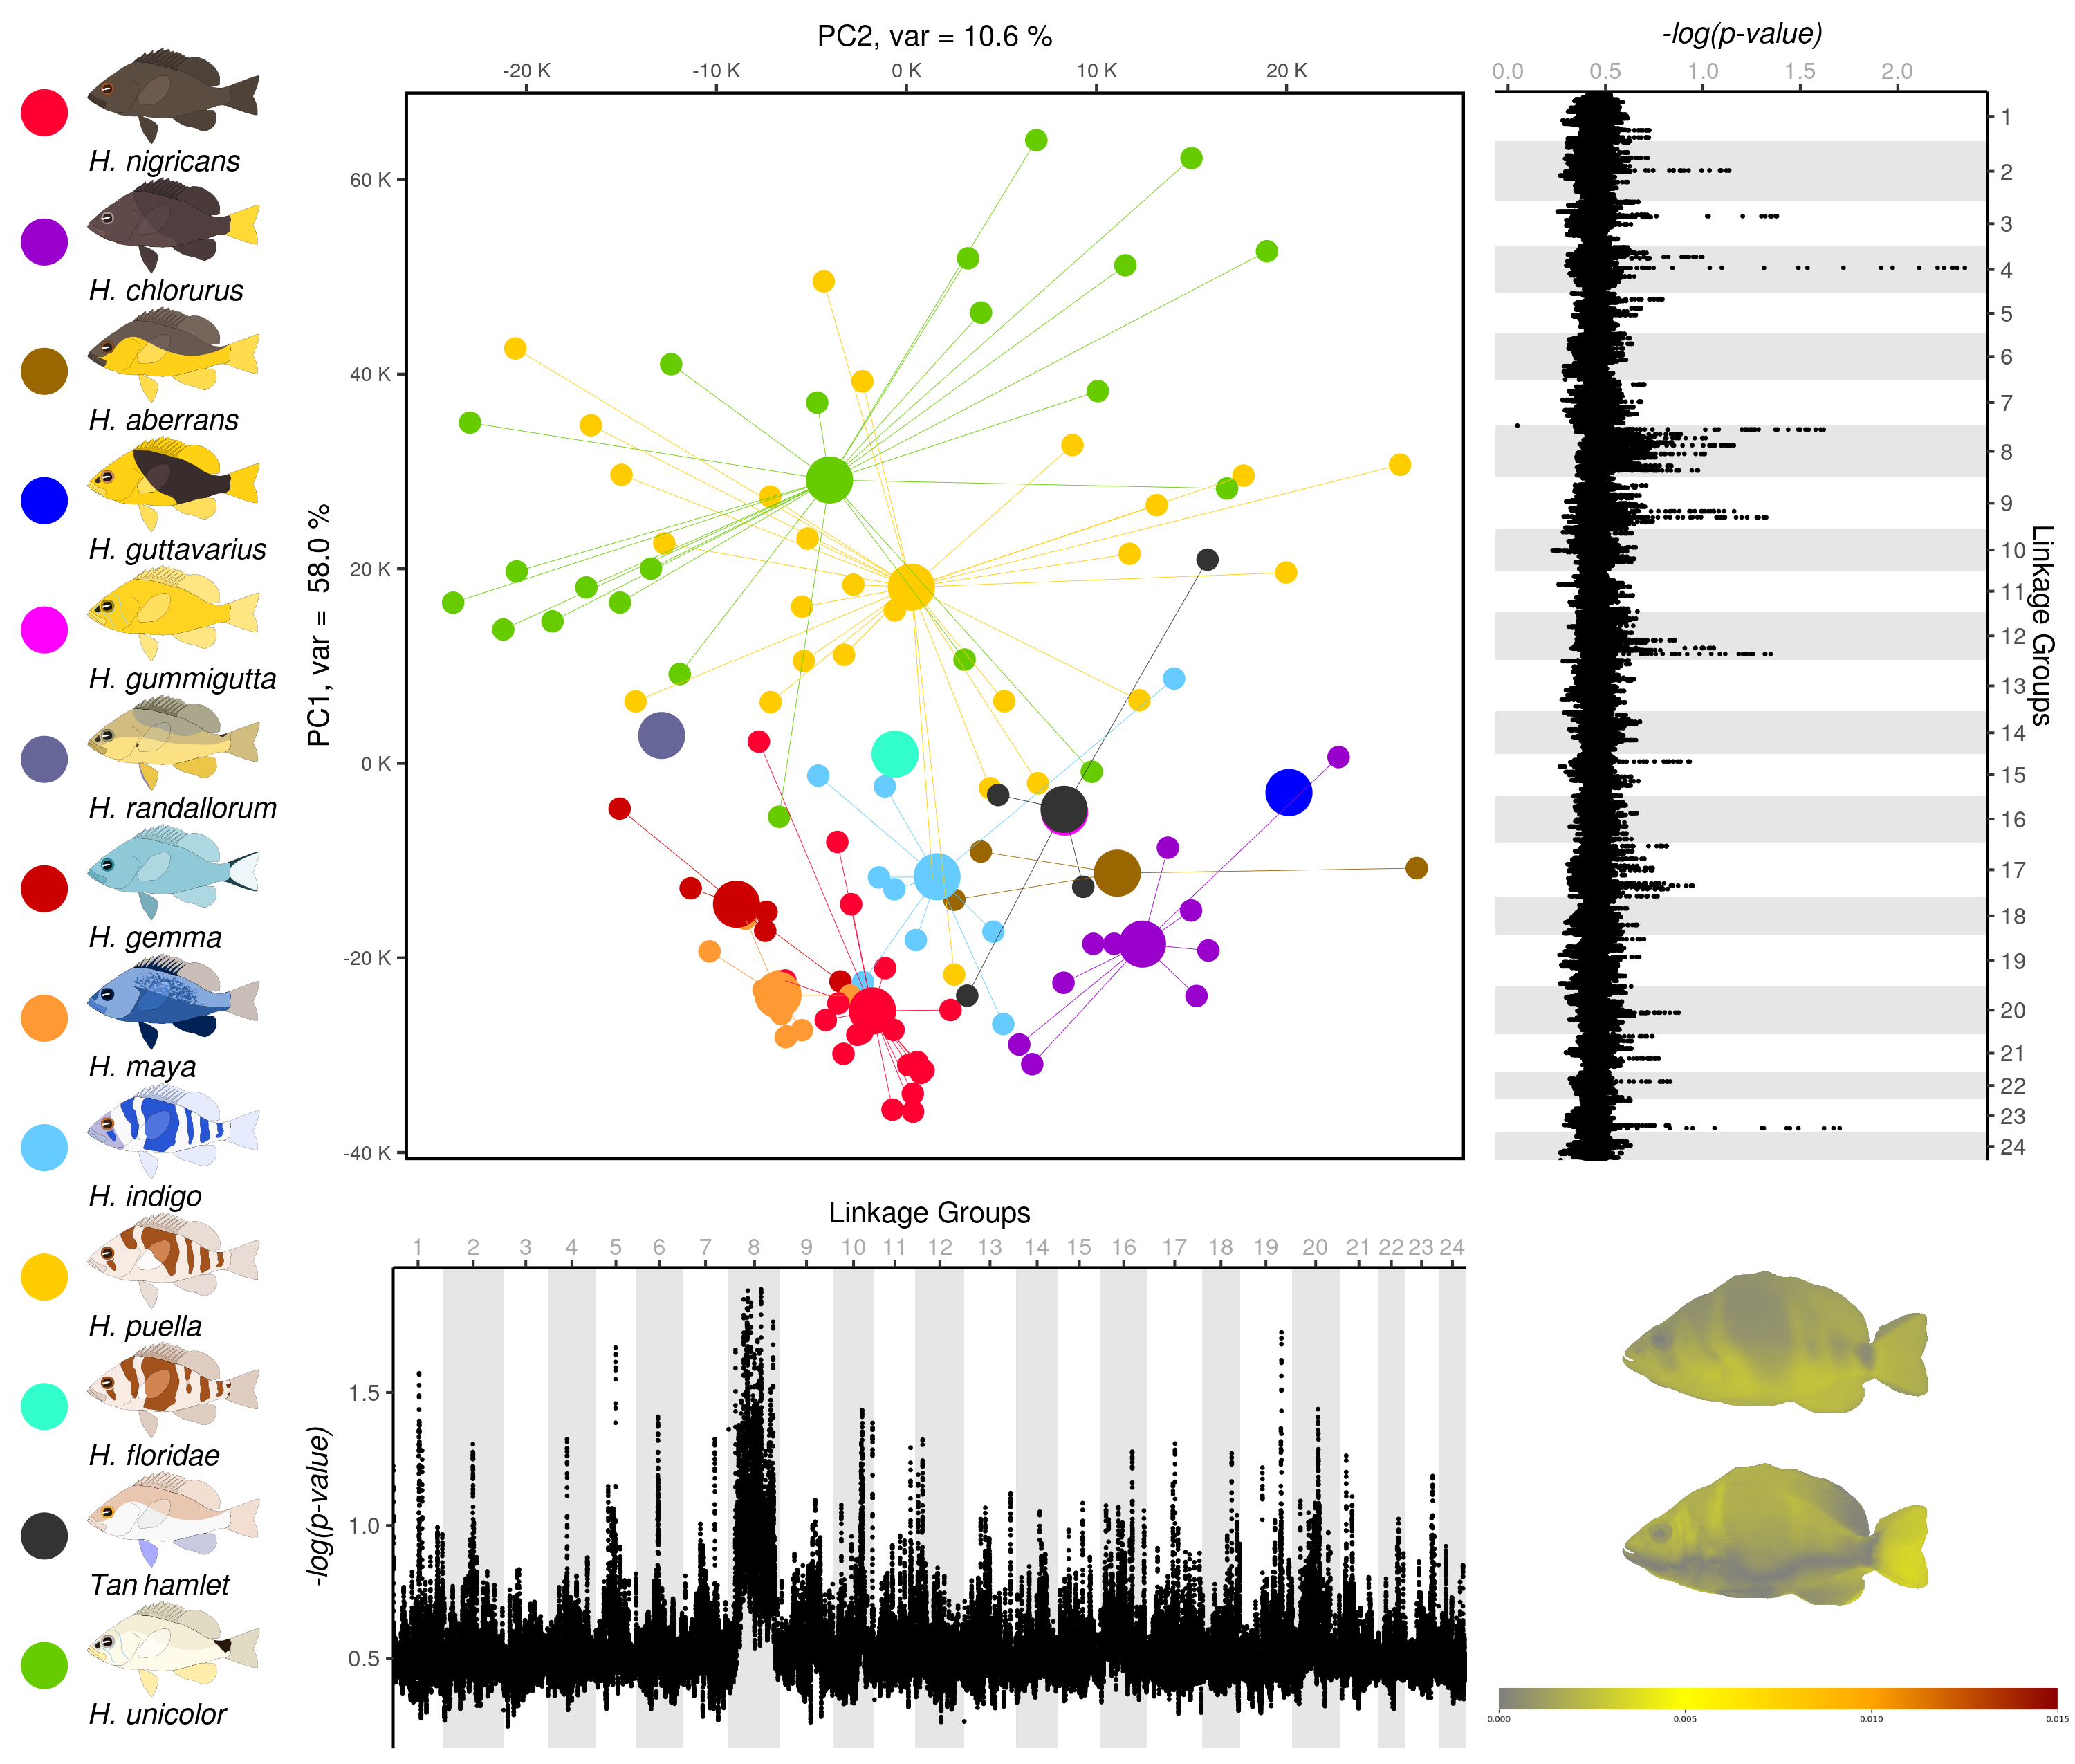 H. nigricans
H. chlorurus
H. aberrans
H. guttavarius
H. gummigutta
H. randallorum
H. gemma
H. maya
H. indigo
H. puella
H. floridae
Tan hamlet
H. unicolor
PC2, var = 10.6 %
-20 K -10 K 0 K 10 K 20 K
PC1, var = 58.0 %
60 K
40 K
20 K
0 K
-20 K
-40 K
-log(p-value)
0.0 0.5 1.0 1.5 2.0
1
2
3
4
5
6
7
8
9
10
11
12
13
14
15
16
17
18
19
20
21
22
23
24
Linkage Groups
Linkage Groups
1 2 3 4 5 6 7 8 9 10 11 12 13 14 15 16 17 18 19 20 21 22 23 24
-log(p-value)
1.5
1.0
0.5
0.000 0.005 0.010 0.015